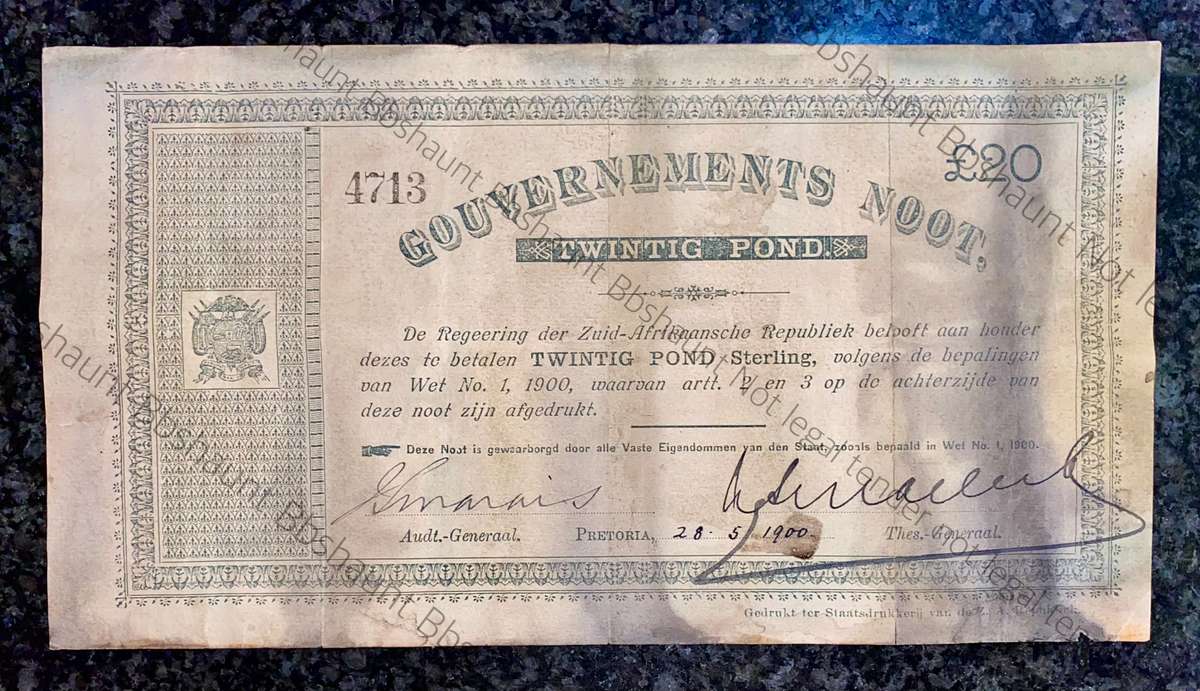 4713
£20
GOUVERNEMENTS NOOT,
TWINTIG POND.
De Regeering der Zuid-Afrikaansche Republiek belooft aan houder
dezes te betalen TWINTIG POND Sterling, volgens de bepalingen
van Wet No. 1, 1900, waarvan artt. 2 en 3 op de achterzijde van
deze noot zijn afgedrukt.
Deze Noot is gewaarborgd door alle Vaste Eigendommen van den Staat, zooals bepaald in Wet No. 1, 1900.
Audt.-Generaal. PRETORIA, 28 - 5 1900 Thes.-Generaal.
Gedrukt ter Staatsdrukkerij van de Z. A. Republiek
Bbshaunt Bbshaunt Not legal tender